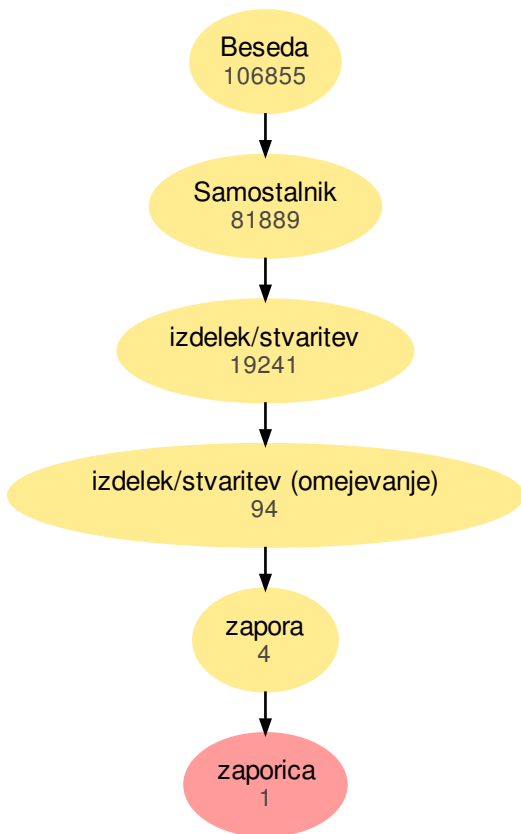 Beseda
106855
Samostalnik
81889
izdelek/stvaritev
19241
izdelek/stvaritev (omejevanje)
94
zapora
4
zaporica
1